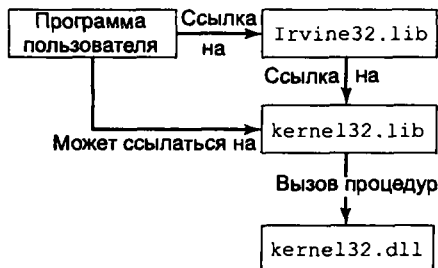 Программа
пользователя
Ссылка
на
Irvine32.lib
Ссылка на
kernel32.lib
Может ссылаться на
Вызов процедур
kernel32.dll